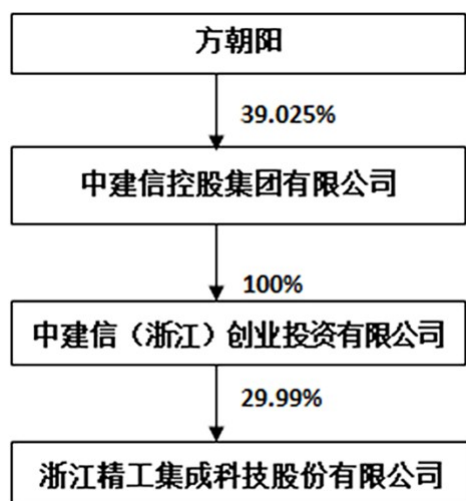 方朝阳
39.025%
中建信控股集团有限公司
100%
中建信（浙江）创业投资有限公司
29.99%
浙江精工集成科技股份有限公司